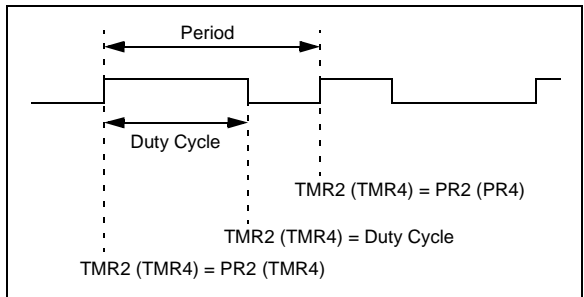 Period
Duty Cycle
TMR2 (TMR4) = PR2 (PR4)
TMR2 (TMR4) = Duty Cycle
TMR2 (TMR4) = PR2 (TMR4)